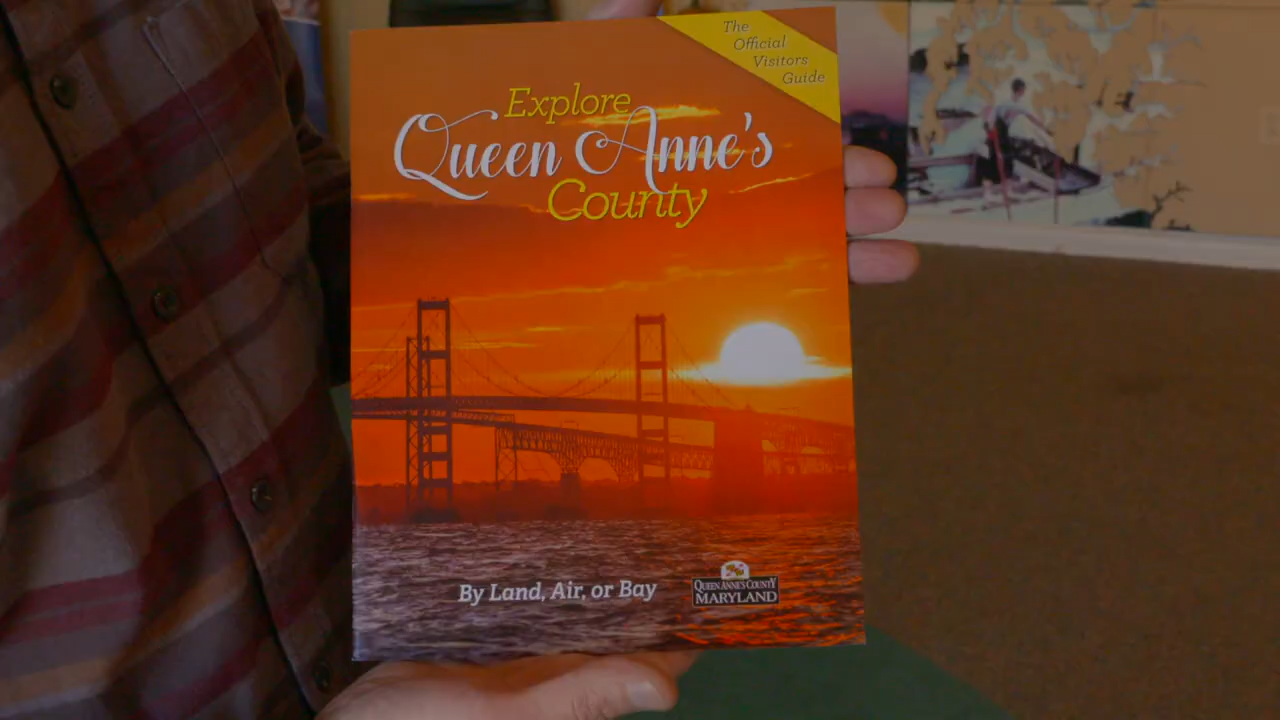 The
Official
Visitors
Guide
Explore
Queen Anne's
County
By Land, Air, or Bay
QUEEN ANNE'S COUNTY
MARYLAND